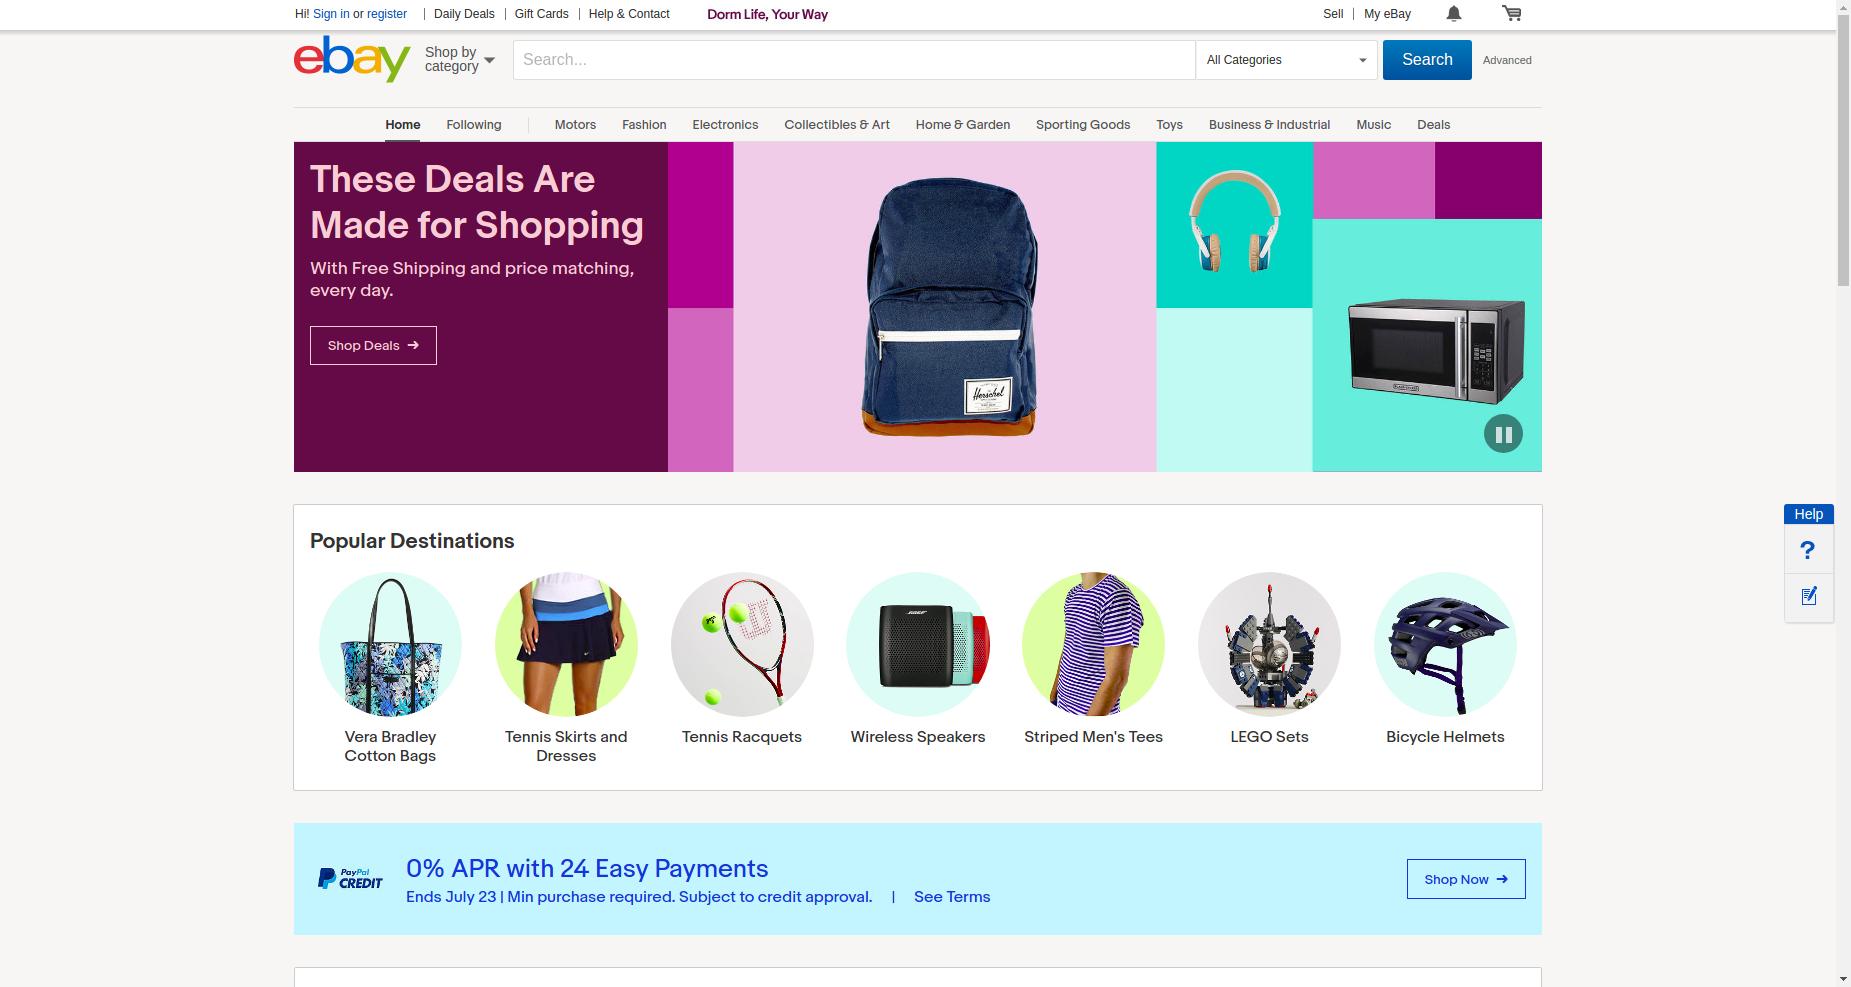 Hi! Sign in or register | Daily Deals | Gift Cards | Help & Contact Dorm Life, Your Way Sell | My eBay
ebay Shop by
category Search... All Categories Search Advanced
Home Following Motors Fashion Electronics Collectibles & Art Home & Garden Sporting Goods Toys Business & Industrial Music Deals
These Deals Are
Made for Shopping
With Free Shipping and price matching,
every day.
Shop Deals →
Herschel
Help
?
Popular Destinations
Vera Bradley
Cotton Bags
Tennis Skirts and
Dresses
Tennis Racquets
Wireless Speakers
Striped Men's Tees
LEGO Sets
Bicycle Helmets
PayPal
CREDIT
0% APR with 24 Easy Payments
Ends July 23 | Min purchase required. Subject to credit approval. | See Terms
Shop Now →